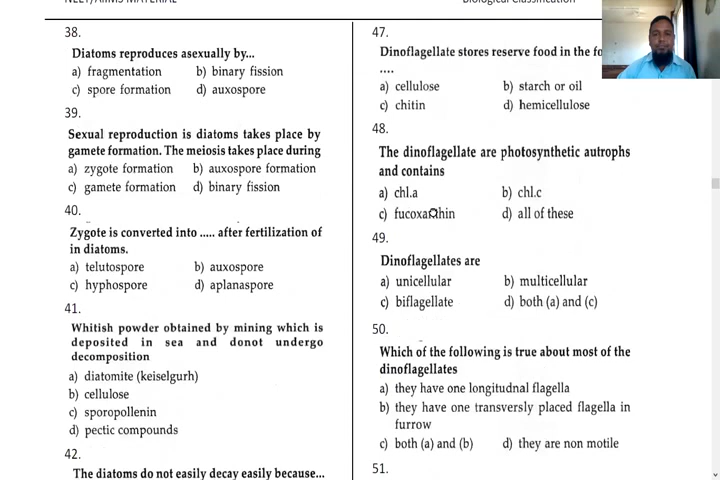 NEET/AIIMS MATERIAL
Biological Classification
38.
Diatoms reproduces asexually by...
a) fragmentation b) binary fission
c) spore formation d) auxospore
39.
Sexual reproduction is diatoms takes place by
gamete formation. The meiosis takes place during
a) zygote formation b) auxospore formation
c) gamete formation d) binary fission
40.
Zygote is converted into ..... after fertilization of
in diatoms.
a) telutospore b) auxospore
c) hyphospore d) aplanaspore
41.
Whitish powder obtained by mining which is
deposited in sea and donot undergo
decomposition
a) diatomite (keiselgurh)
b) cellulose
c) sporopollenin
d) pectic compounds
42.
The diatoms do not easily decay easily because...
47.
Dinoflagellate stores reserve food in the
....
a) cellulose b) starch or oil
c) chitin d) hemicellulose
48.
The dinoflagellate are photosynthetic autrophs
and contains
a) chl.a b) chl.c
c) d) all of these
49.
Dinoflagellates are
a) unicellular b) multicellular
c) biflagellate d) both (a) and (c)
50.
Which of the following is true about most of the
dinoflagellates
a) they have one longitudnal flagella
b) they have one transversly placed flagella in
furrow
c) both (a) and (b) d) they are non motile
51.